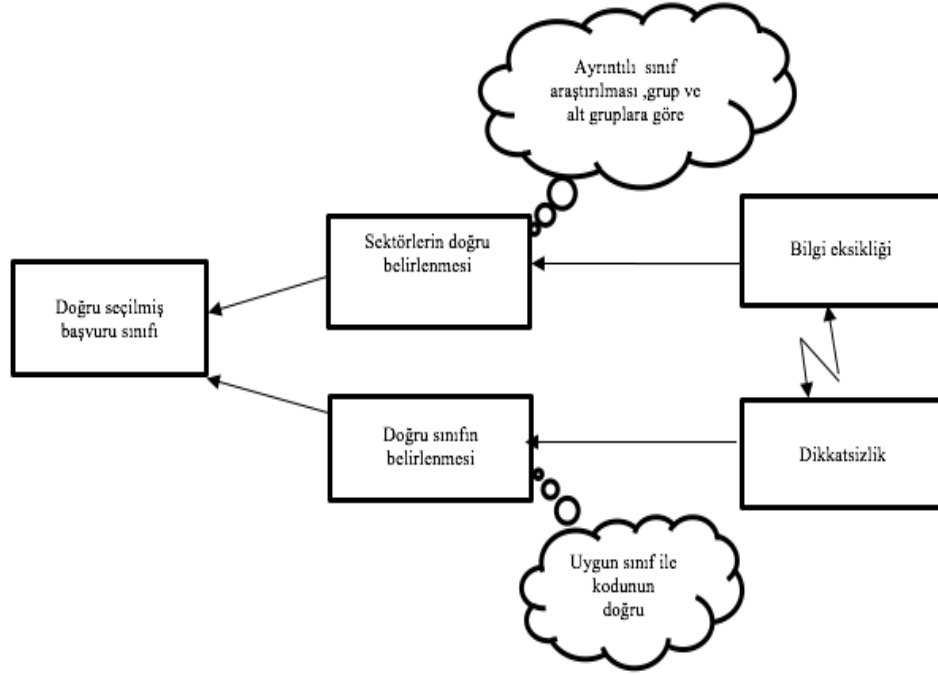 Ayrıntılı sınıf
araştırılması ,grup ve
alt gruplara göre
Sektörlerin doğru
belirlenmesi
Bilgi eksikliği
Doğru seçilmiş
başvuru sınıfı
Doğru sınıfın
belirlenmesi
Dikkatsizlik
Uygun sınıf ile
kodunun
doğru